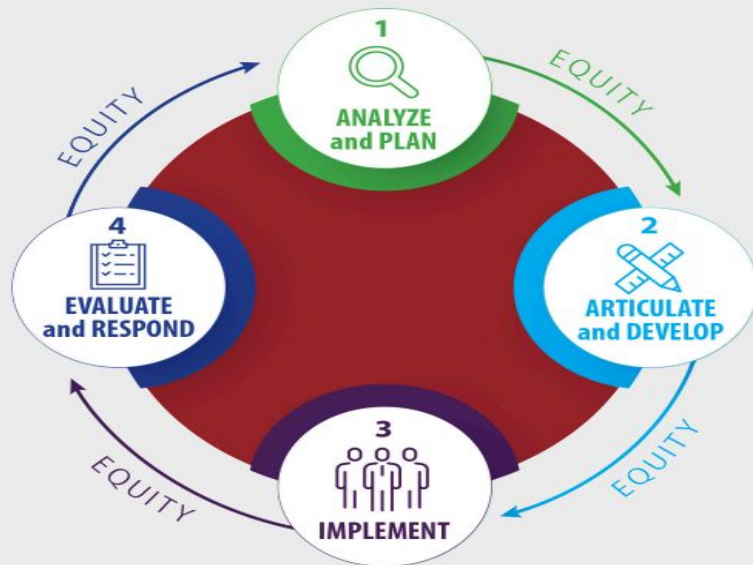 1
ANALYZE
and PLAN
EQUITY
2
ARTICULATE
and DEVELOP
EQUITY
3
IMPLEMENT
EQUITY
4
EVALUATE
and RESPOND
EQUITY